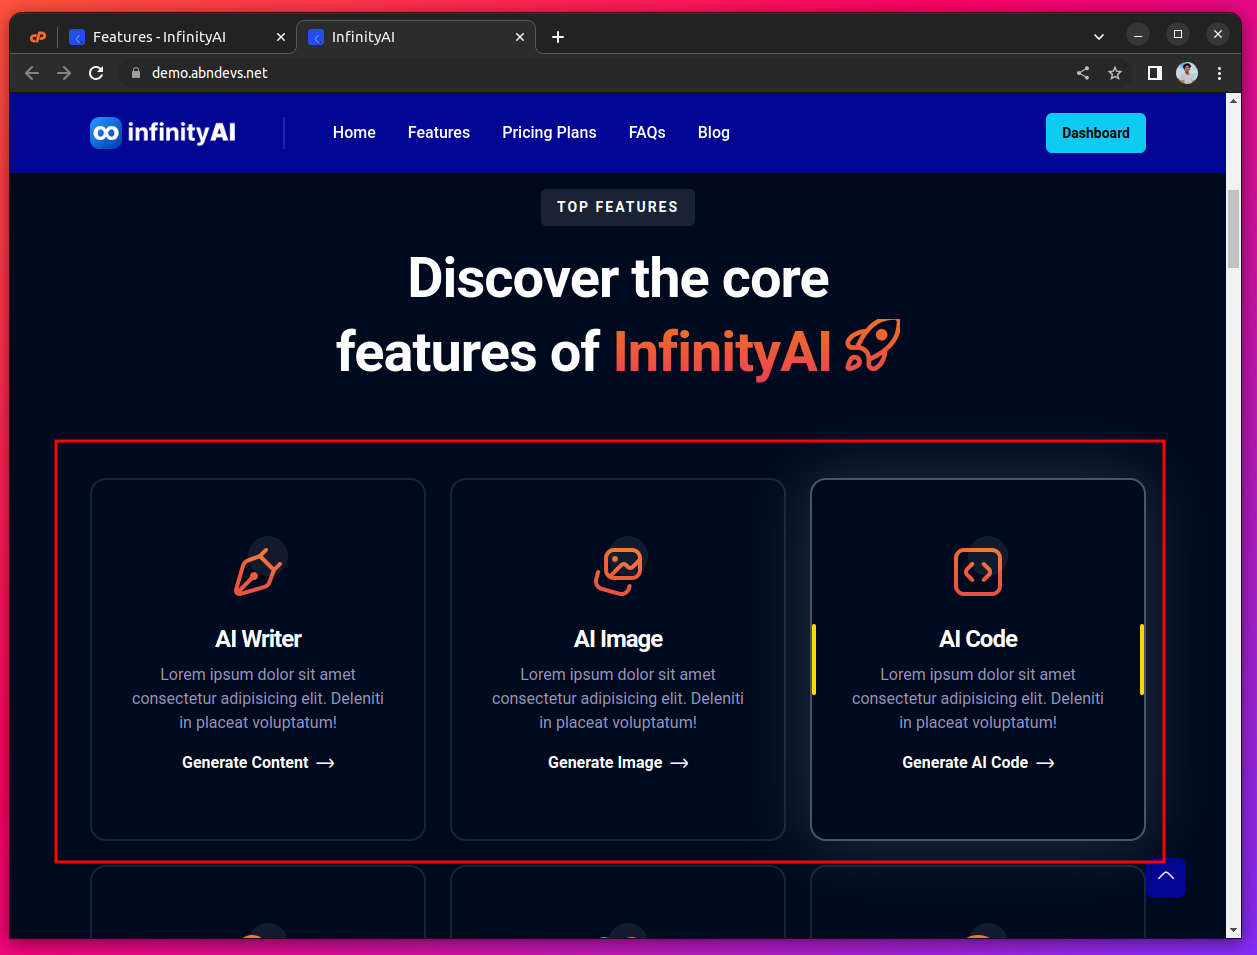 Features - InfinityAI
InfinityAI
demo.abndevs.net
infinityAI
Home
Features
Pricing Plans
FAQs
Blog
Dashboard
TOP FEATURES
Discover the core
features of InfinityAI
AI Writer
Lorem ipsum dolor sit amet
consectetur adipisicing elit. Deleniti
in placeat voluptatum!
Generate Content
AI Image
Lorem ipsum dolor sit amet
consectetur adipisicing elit. Deleniti
in placeat voluptatum!
Generate Image
AI Code
Lorem ipsum dolor sit amet
consectetur adipisicing elit. Deleniti
in placeat voluptatum!
Generate AI Code